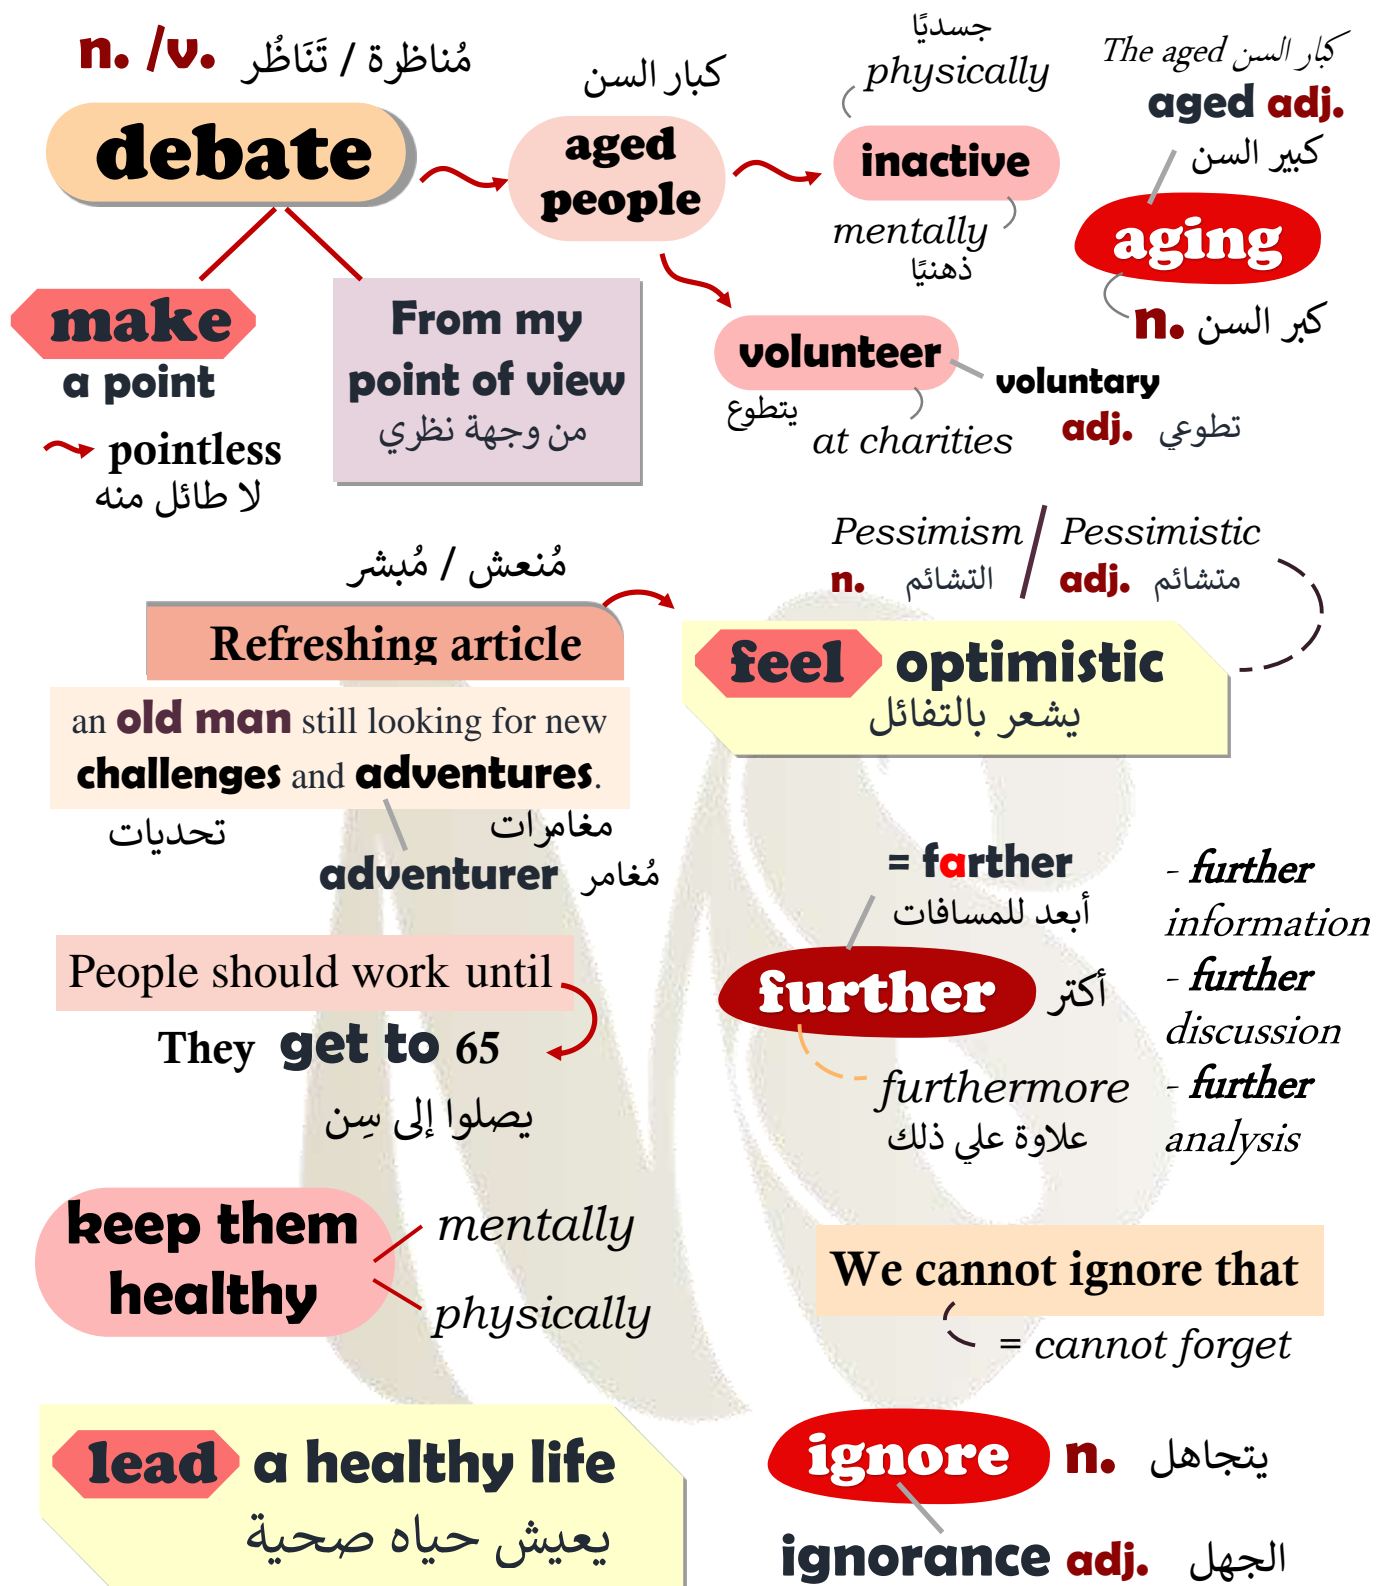 n. /v. مُناظرة / تَنَاظُر
debate
make
a point
pointless
لا طائل منه
From my
point of view
من وجهة نظري
كبار السن
aged
people
جسديًا
physically
inactive
mentally
ذهنيًا
The aged كبار السن
aged adj.
كبير السن
aging
n. كبر السن
volunteer
يتطوع
at charities
voluntary
adj. تطوعي
مُنعش / مُبشر
Refreshing article
an old man still looking for new
challenges and adventures.
تحديات
مغامرات
adventurer مُغامر
Pessimism / Pessimistic
n. التشائم adj. متشائم
feel optimistic
يشعر بالتفائل
People should work until
They get to 65
يصلوا إلى سِن
= farther
أبعد للمسافات
further أكتر
furthermore
علاوة علي ذلك
- further
information
- further
discussion
- further
analysis
keep them
healthy
mentally
physically
We cannot ignore that
= cannot forget
lead a healthy life
يعيش حياه صحية
ignore n. يتجاهل
ignorance adj. الجهل